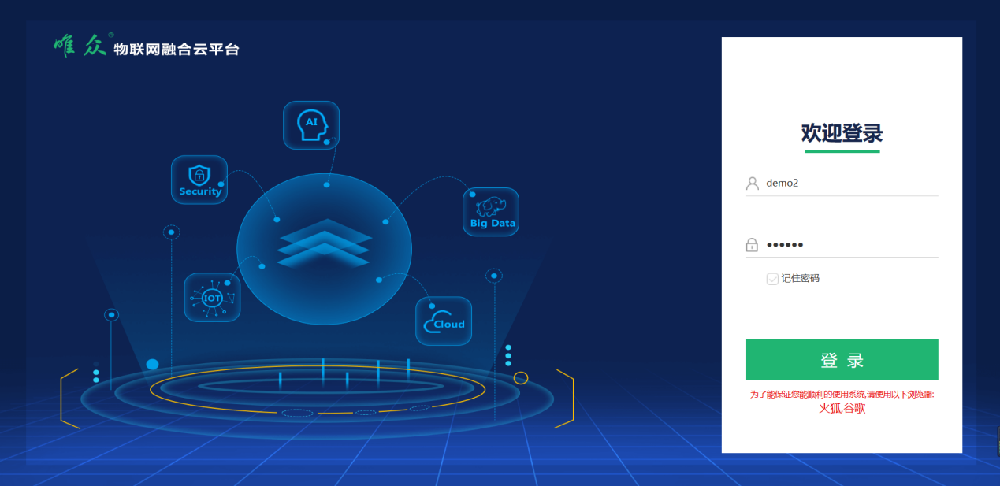 唯众® 物联网融合云平台
AI
Security
Big Data
IOT
Cloud
欢迎登录
demo2
••••••
记住密码
登 录
为了能保证您能顺利的使用系统,请使用以下浏览器:
火狐,谷歌